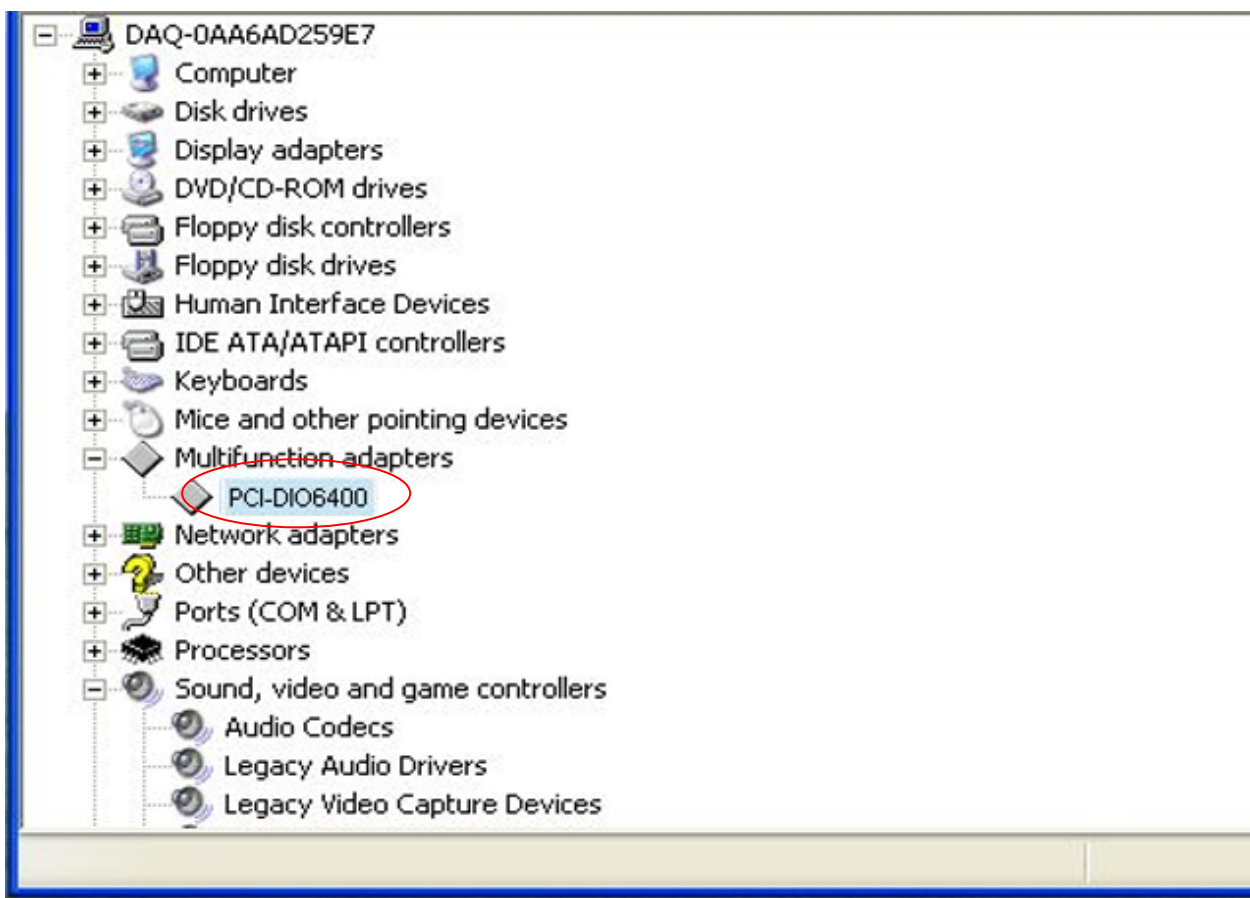 DAQ-0AA6AD259E7
Computer
Disk drives
Display adapters
DVD/CD-ROM drives
Floppy disk controllers
Floppy disk drives
Human Interface Devices
IDE ATA/ATAPI controllers
Keyboards
Mice and other pointing devices
Multifunction adapters
PCI-DIO6400
Network adapters
Other devices
Ports (COM & LPT)
Processors
Sound, video and game controllers
Audio Codecs
Legacy Audio Drivers
Legacy Video Capture Devices